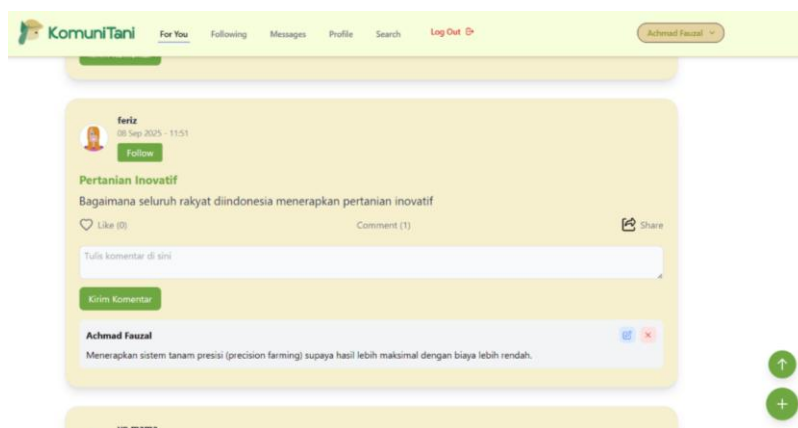 KomuniTani
For You Following Messages Profile Search Log Out
Achmad Fauzal
feriz
08 Sep 2025 - 11:51
Follow
Pertanian Inovatif
Bagaimana seluruh rakyat diindonesia menerapkan pertanian inovatif
Like (0) Comment (1) Share
Tulis komentar di sini
Kirim Komentar
Achmad Fauzal
Menerapkan sistem tanam presisi (precision farming) supaya hasil lebih maksimal dengan biaya lebih rendah.